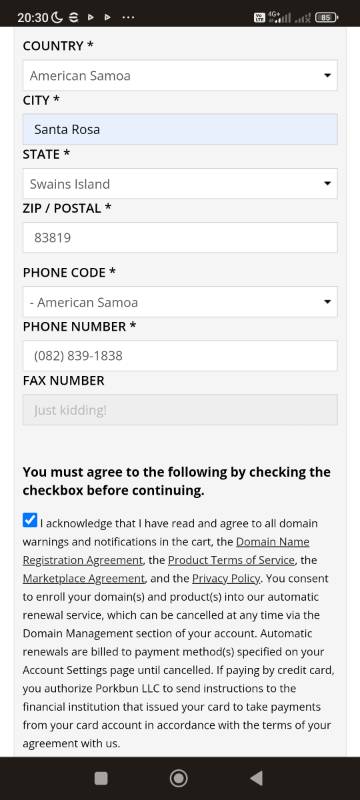 20:30
Vo LTE 4G+ 85
COUNTRY *
American Samoa
CITY *
Santa Rosa
STATE *
Swains Island
ZIP / POSTAL *
83819
PHONE CODE *
- American Samoa
PHONE NUMBER *
(082) 839-1838
FAX NUMBER
Just kidding!
You must agree to the following by checking the
checkbox before continuing.
I acknowledge that I have read and agree to all domain
warnings and notifications in the cart, the Domain Name
Registration Agreement, the Product Terms of Service, the
Marketplace Agreement, and the Privacy Policy. You consent
to enroll your domain(s) and product(s) into our automatic
renewal service, which can be cancelled at any time via the
Domain Management section of your account. Automatic
renewals are billed to payment method(s) specified on your
Account Settings page until cancelled. If paying by credit card,
you authorize Porkbun LLC to send instructions to the
financial institution that issued your card to take payments
from your card account in accordance with the terms of your
agreement with us.